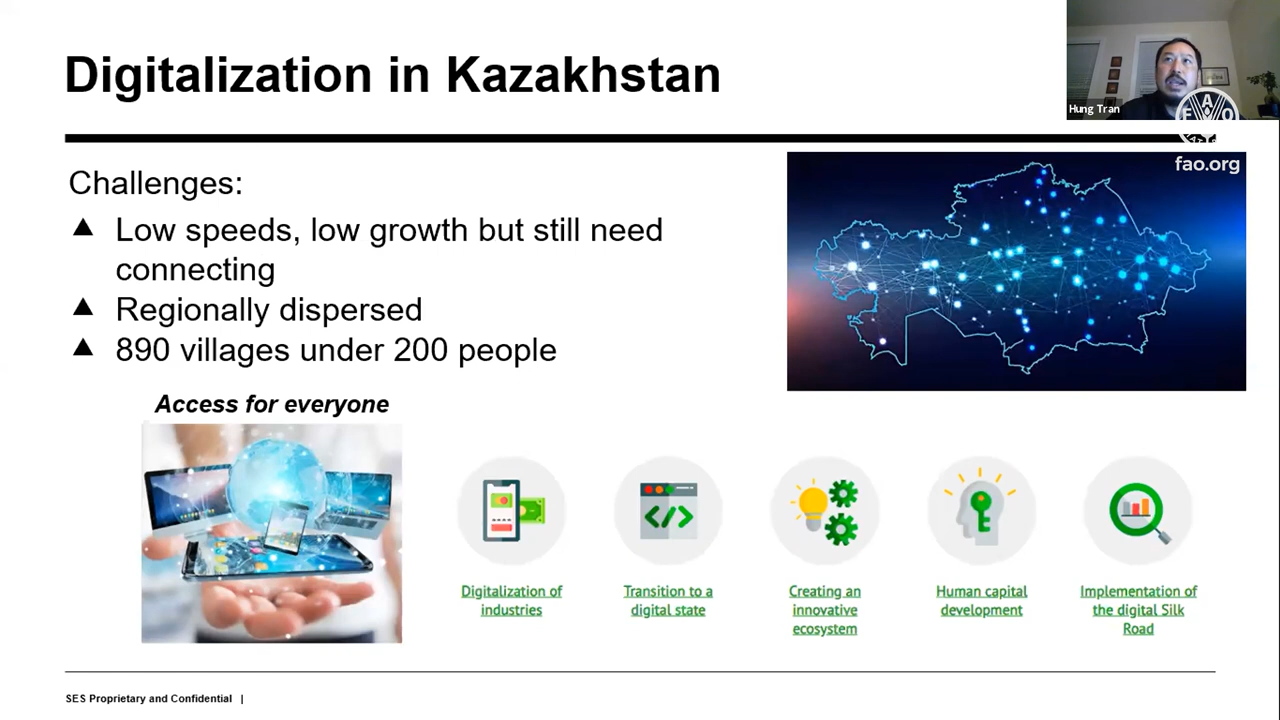 Digitalization in Kazakhstan
Hung Tran
F A O
fao.org
Challenges:
Low speeds, low growth but still need
connecting
Regionally dispersed
890 villages under 200 people
Access for everyone
Digitalization of
industries
Transition to a
digital state
Creating an
innovative
ecosystem
Human capital
development
Implementation of
the digital Silk
Road
SES Proprietary and Confidential |